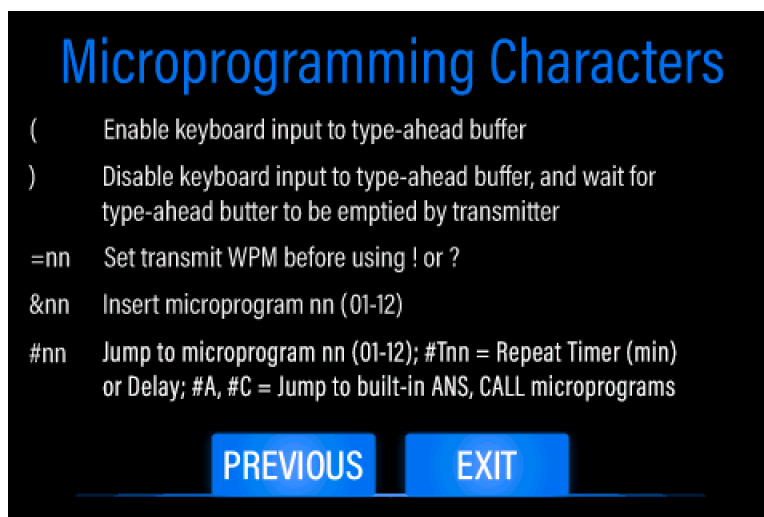 Microprogramming Characters
( Enable keyboard input to type-ahead buffer
) Disable keyboard input to type-ahead buffer, and wait for
type-ahead butter to be emptied by transmitter
=nn Set transmit WPM before using ! or ?
&nn Insert microprogram nn (01-12)
#nn Jump to microprogram nn (01-12); #Tnn = Repeat Timer (min)
or Delay; #A, #C = Jump to built-in ANS, CALL microprograms
PREVIOUS EXIT